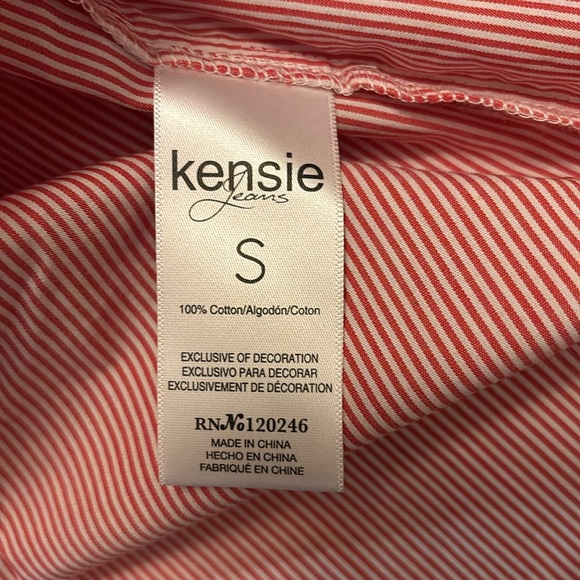 kensie
Jeans
S
100% Cotton/Algodón/Coton
EXCLUSIVE OF DECORATION
EXCLUSIVO PARA DECORAR
EXCLUSIVEMENT DE DÉCORATION
RN№120246
MADE IN CHINA
HECHO EN CHINA
FABRIQUÉ EN CHINE